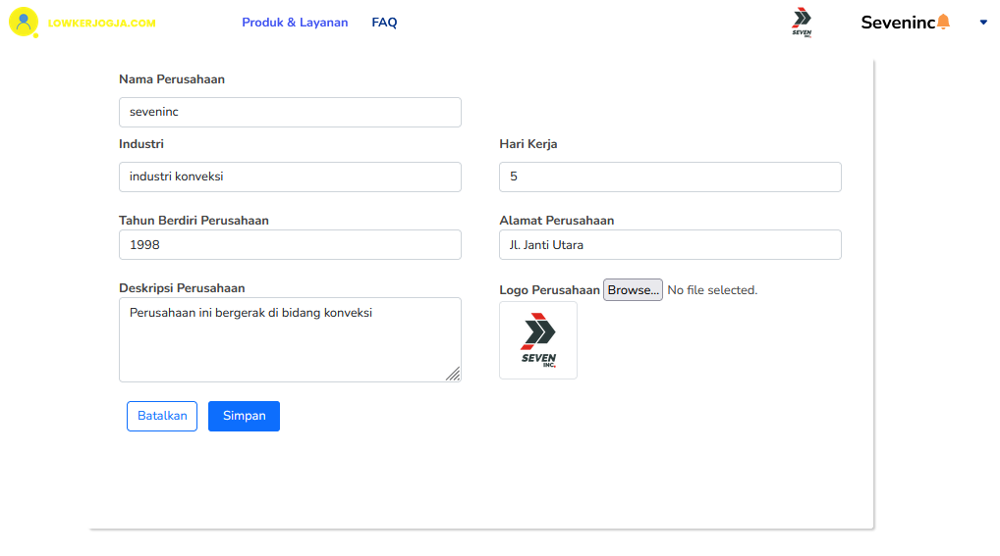 LOWKERJOGJA.COM
Produk & Layanan
FAQ
SEVEN
INC.
Seveninc
Nama Perusahaan
seveninc
Industri
Hari Kerja
industri konveksi
5
Tahun Berdiri Perusahaan
Alamat Perusahaan
1998
Jl. Janti Utara
Deskripsi Perusahaan
Logo Perusahaan Browse... No file selected.
Perusahaan ini bergerak di bidang konveksi
SEVEN
INC.
Batalkan
Simpan